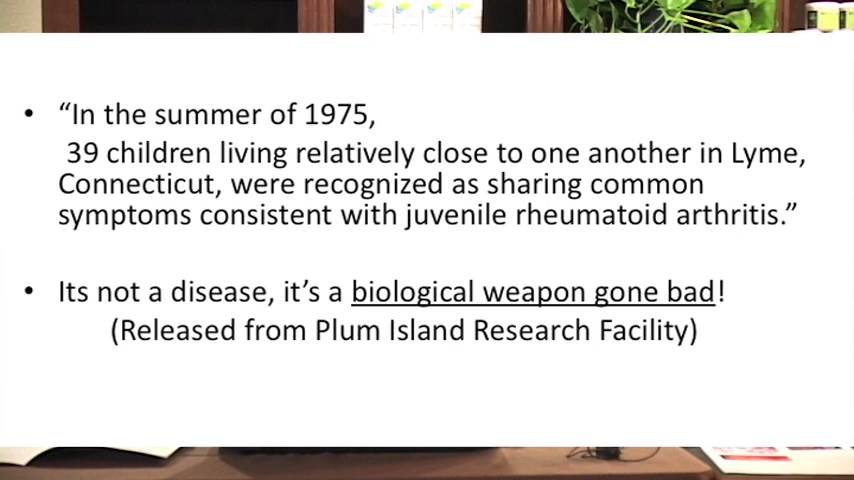 • “In the summer of 1975,
39 children living relatively close to one another in Lyme,
Connecticut, were recognized as sharing common
symptoms consistent with juvenile rheumatoid arthritis.”
• Its not a disease, it’s a biological weapon gone bad!
(Released from Plum Island Research Facility)